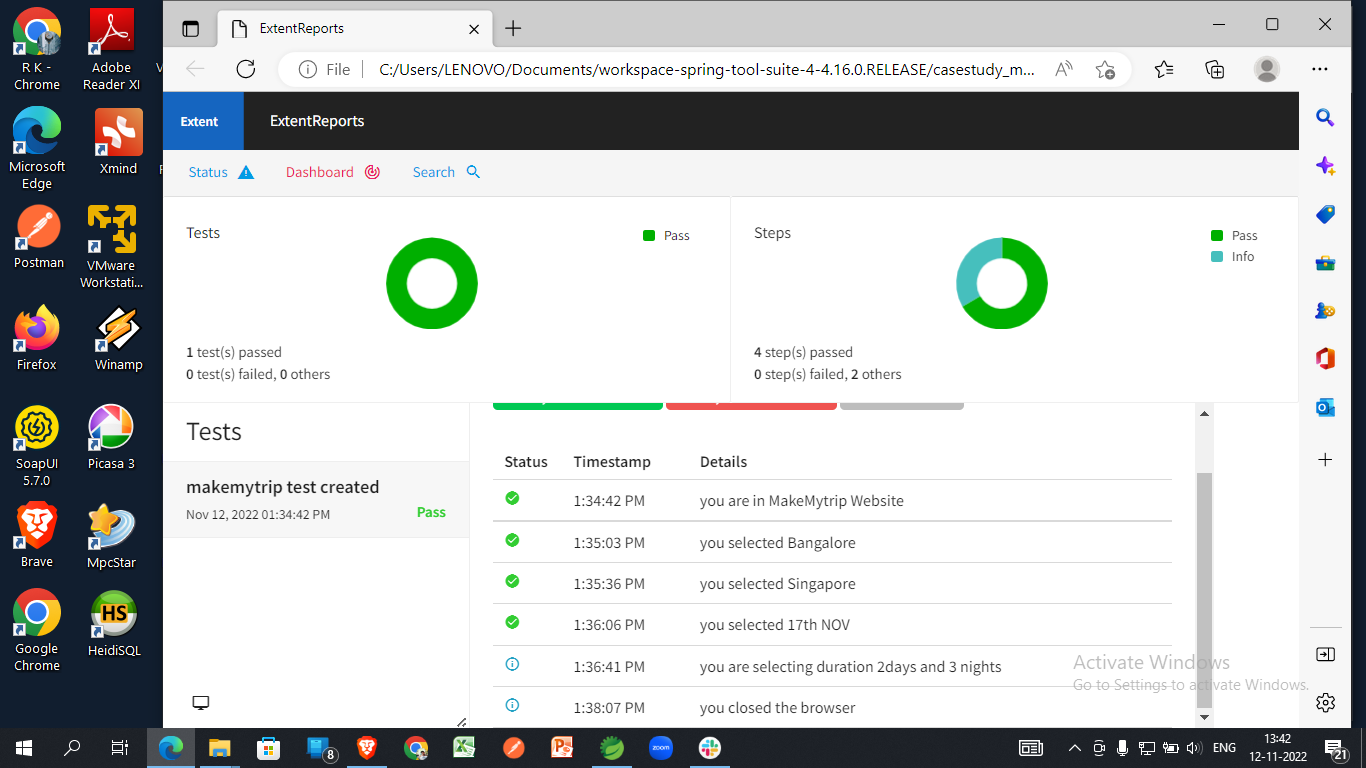 R K -
Chrome
Adobe
Reader XI
Microsoft
Edge
Xmind
Postman
VMware
Workstati...
Firefox
Winamp
SoapUI
5.7.0
Picasa 3
Brave
MpcStar
Google
Chrome
HS
HeidiSQL
ExtentReports
File
C:/Users/LENOVO/Documents/workspace-spring-tool-suite-4-4.16.0.RELEASE/casestudy_m...
Extent
ExtentReports
Status
Dashboard
Search
Tests
Pass
1 test(s) passed
0 test(s) failed, 0 others
Steps
Pass
Info
4 step(s) passed
0 step(s) failed, 2 others
Tests
makemytrip test created
Nov 12, 2022 01:34:42 PM
Pass
Status Timestamp Details
1:34:42 PM you are in MakeMytrip Website
1:35:03 PM you selected Bangalore
1:35:36 PM you selected Singapore
1:36:06 PM you selected 17th NOV
1:36:41 PM you are selecting duration 2days and 3 nights
1:38:07 PM you closed the browser
Activate Windows
Go to Settings to activate Windows.
8
zoom
ENG
13:42
12-11-2022
21